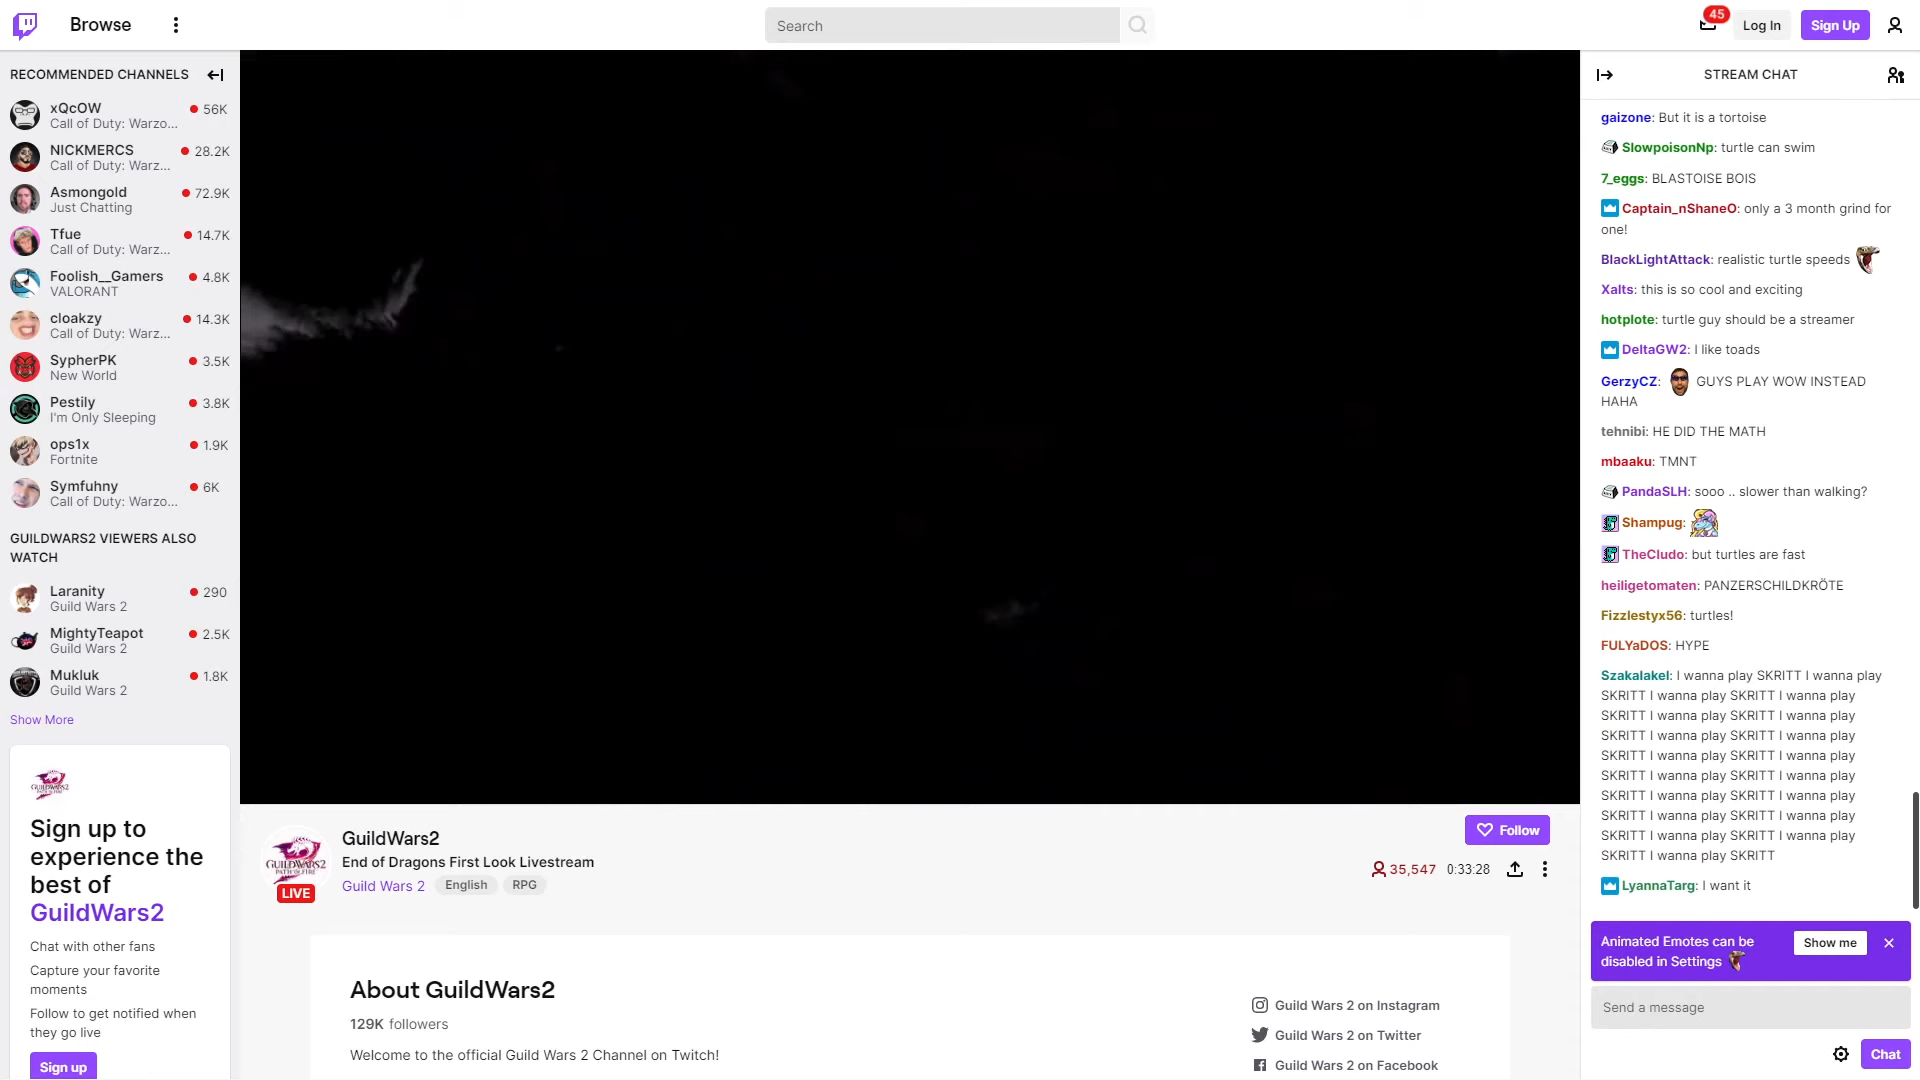 Browse
Search
45
Log In
Sign Up
RECOMMENDED CHANNELS
xQcOW
56K
Call of Duty: Warzo...
NICKMERCS
28.2K
Call of Duty: Warz...
Asmongold
72.9K
Just Chatting
Tfue
14.7K
Call of Duty: Warz...
Foolish__Gamers
4.8K
VALORANT
cloakzy
14.3K
Call of Duty: Warz...
SypherPK
3.5K
New World
Pestily
3.8K
I'm Only Sleeping
ops1x
1.9K
Fortnite
Symfuhny
6K
Call of Duty: Warzo...
GUILDWARS2 VIEWERS ALSO
WATCH
Laranity
290
Guild Wars 2
MightyTeapot
2.5K
Guild Wars 2
Mukluk
1.8K
Guild Wars 2
Show More
GUILDWARS2
Sign up to
experience the
best of
GuildWars2
Chat with other fans
Capture your favorite
moments
Follow to get notified when
they go live
Sign up
GUILDWARS2
PATH OF FIRE
LIVE
GuildWars2
End of Dragons First Look Livestream
Guild Wars 2
English
RPG
Follow
35,547
0:33:28
About GuildWars2
129K followers
Welcome to the official Guild Wars 2 Channel on Twitch!
Guild Wars 2 on Instagram
Guild Wars 2 on Twitter
Guild Wars 2 on Facebook
STREAM CHAT
gaizone: But it is a tortoise
SlowpoisonNp: turtle can swim
7_eggs: BLASTOISE BOIS
Captain_nShaneO: only a 3 month grind for
one!
BlackLightAttack: realistic turtle speeds
Xalts: this is so cool and exciting
hotplote: turtle guy should be a streamer
DeltaGW2: I like toads
GerzyCZ: GUYS PLAY WOW INSTEAD
HAHA
tehnibi: HE DID THE MATH
mbaaku: TMNT
PandaSLH: sooo .. slower than walking?
Shampug:
TheCludo: but turtles are fast
heiligetomaten: PANZERSCHILDKRÖTE
Fizzlestyx56: turtles!
FULYaDOS: HYPE
Szakalakel: I wanna play SKRITT I wanna play
SKRITT I wanna play SKRITT I wanna play
SKRITT I wanna play SKRITT I wanna play
SKRITT I wanna play SKRITT I wanna play
SKRITT I wanna play SKRITT I wanna play
SKRITT I wanna play SKRITT I wanna play
SKRITT I wanna play SKRITT I wanna play
SKRITT I wanna play SKRITT I wanna play
SKRITT I wanna play SKRITT I wanna play
SKRITT I wanna play SKRITT
LyannaTarg: I want it
Animated Emotes can be
disabled in Settings
Show me
Send a message
Chat